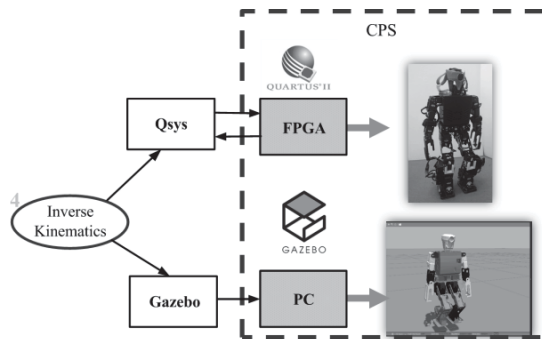 CPS
QUARTUS' II
Qsys
FPGA
4
Inverse
Kinematics
GAZEBO
Gazebo
PC